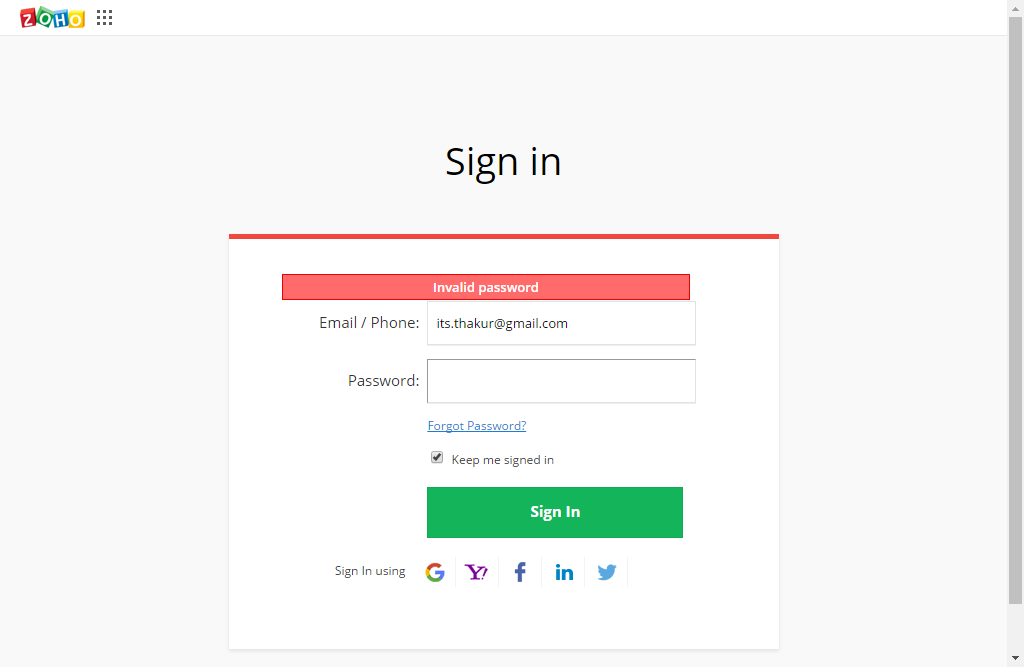 ZOHO
Sign in
Invalid password
Email / Phone: its.thakur@gmail.com
Password:
Forgot Password?
Keep me signed in
Sign In
Sign In using G Y! f in